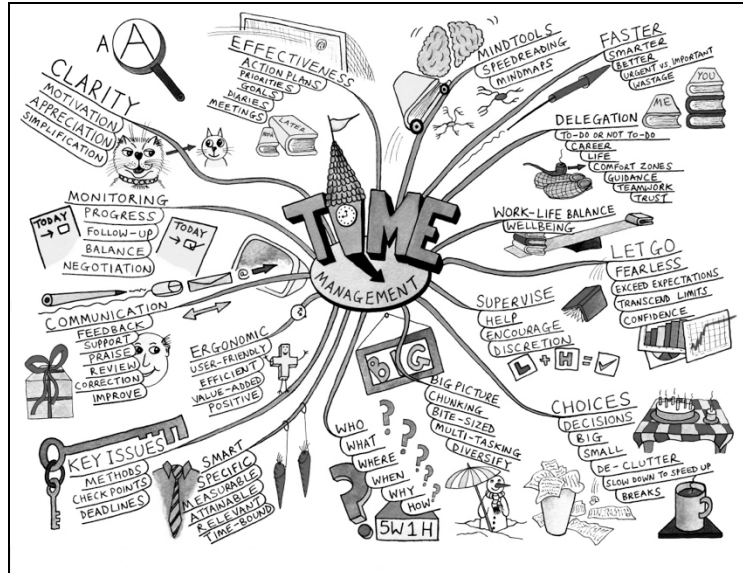 A
A
CLARITY
MOTIVATION
APPRECIATION
SIMPLIFICATION
EFFECTIVENESS
ACTION PLANS
PRIORITIES
GOALS
DIARIES
MEETINGS
@
NOW
LATER
MINDTOOLS
SPEEDREADING
MINDMAPS
FASTER
SMARTER
BETTER
URGENT VS. IMPORTANT
WASTAGE
ME
YOU
DELEGATION
TO-DO OR NOT TO-DO
CAREER
LIFE
COMFORT ZONES
GUIDANCE
TEAMWORK
TRUST
MONITORING
PROGRESS
FOLLOW-UP
BALANCE
NEGOTIATION
TODAY
TODAY
TIME
MANAGEMENT
WORK-LIFE BALANCE
WELLBEING
LET GO
FEARLESS
EXCEED EXPECTATIONS
TRANSCEND LIMITS
CONFIDENCE
@
COMMUNICATION
FEEDBACK
SUPPORT
PRAISE
REVIEW
CORRECTION
IMPROVE
ERGONOMIC
USER-FRIENDLY
EFFICIENT
VALUE-ADDED
POSITIVE
SUPERVISE
HELP
ENCOURAGE
DISCRETION
L + H =
BIG
BIG PICTURE
CHUNKING
BITE-SIZED
MULTI-TASKING
DIVERSIFY
CHOICES
DECISIONS
BIG
SMALL
DE-CLUTTER
SLOW DOWN TO SPEED UP
BREAKS
KEY ISSUES
METHODS
CHECKPOINTS
DEADLINES
SMART
SPECIFIC
MEASURABLE
ATTAINABLE
RELEVANT
TIME-BOUND
WHO
WHAT
WHERE
WHEN
WHY
HOW
? ? ? ? ? ?
5W1H